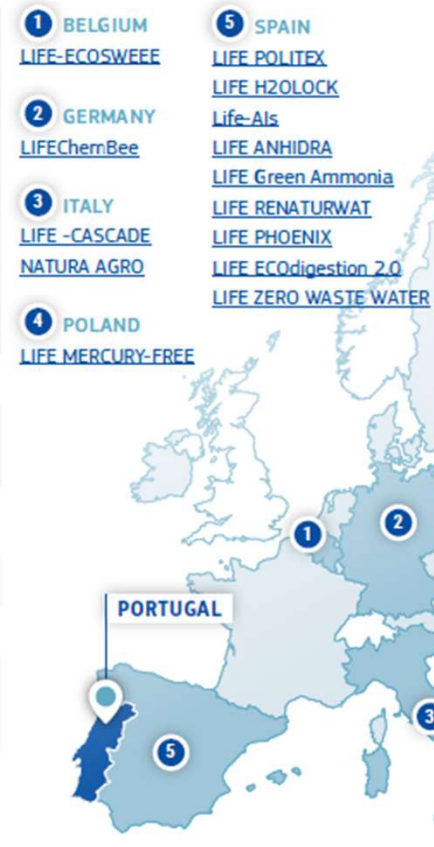 1 BELGIUM
LIFE-ECOSWEEE
2 GERMANY
LIFEChemBee
3 ITALY
LIFE -CASCADE
NATURA AGRO
4 POLAND
LIFE MERCURY-FREE
5 SPAIN
LIFE POLITEX
LIFE H2OLOCK
Life-AIs
LIFE ANHIDRA
LIFE Green Ammonia
LIFE RENATURWAT
LIFE PHOENIX
LIFE ECOdigestion 2.0
LIFE ZERO WASTE WATER
1
2
PORTUGAL
3
5